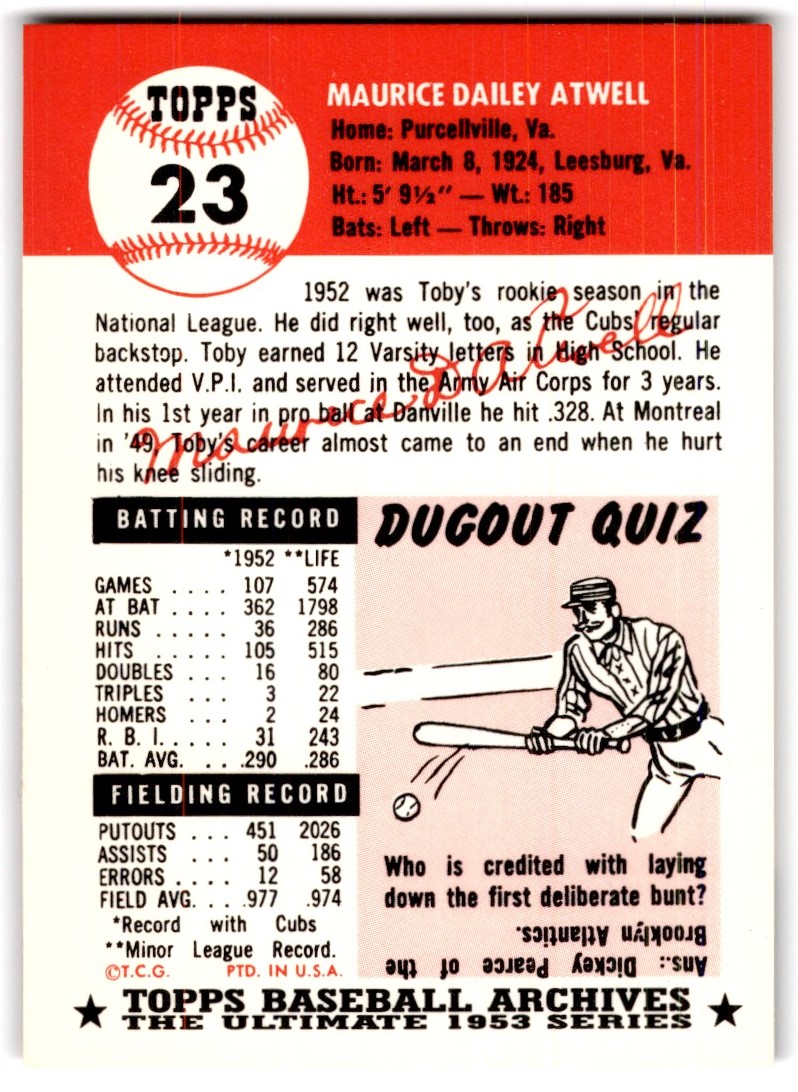 TOPPS
23
MAURICE DAILEY ATWELL
Home: Purcellville, Va.
Born: March 8, 1924, Leesburg, Va.
Ht.: 5' 9½" — Wt.: 185
Bats: Left — Throws: Right
1952 was Toby's rookie season in the
National League. He did right well, too, as the Cubs' regular
backstop. Toby earned 12 Varsity letters in High School. He
attended V.P.I. and served in the Army Air Corps for 3 years.
In his 1st year in pro ball at Danville he hit .328. At Montreal
in '49, Toby's career almost came to an end when he hurt
his knee sliding.
Maurice D Atwell
BATTING RECORD
*1952 **LIFE
GAMES . . . . 107 574
AT BAT . . . . 362 1798
RUNS . . . . . 36 286
HITS . . . . . 105 515
DOUBLES . . . 16 80
TRIPLES . . . 3 22
HOMERS . . . 2 24
R. B. I. . . . . 31 243
BAT. AVG. . . . .290 .286
FIELDING RECORD
PUTOUTS . . . 451 2026
ASSISTS . . . 50 186
ERRORS . . . . 12 58
FIELD AVG. . . .977 .974
*Record with Cubs
**Minor League Record.
©T.C.G. PTD. IN U.S.A.
DUGOUT QUIZ
Who is credited with laying
down the first deliberate bunt?
Ans.: Dickey Pearce of the
Brooklyn Atlantics.
★ TOPPS BASEBALL ARCHIVES ★
THE ULTIMATE 1953 SERIES